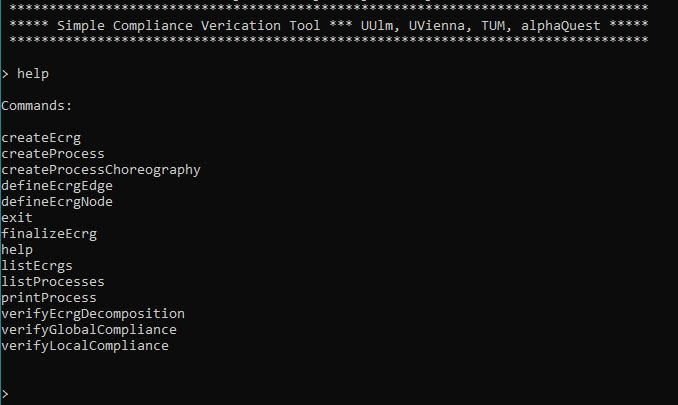 ********************************************************************************
***** Simple Compliance Verication Tool *** UUlm, UVienna, TUM, alphaQuest *****
********************************************************************************
> help
Commands:
createEcrg
createProcess
createProcessChoreography
defineEcrgEdge
defineEcrgNode
exit
finalizeEcrg
help
listEcrgs
listProcesses
printProcess
verifyEcrgDecomposition
verifyGlobalCompliance
verifyLocalCompliance
>